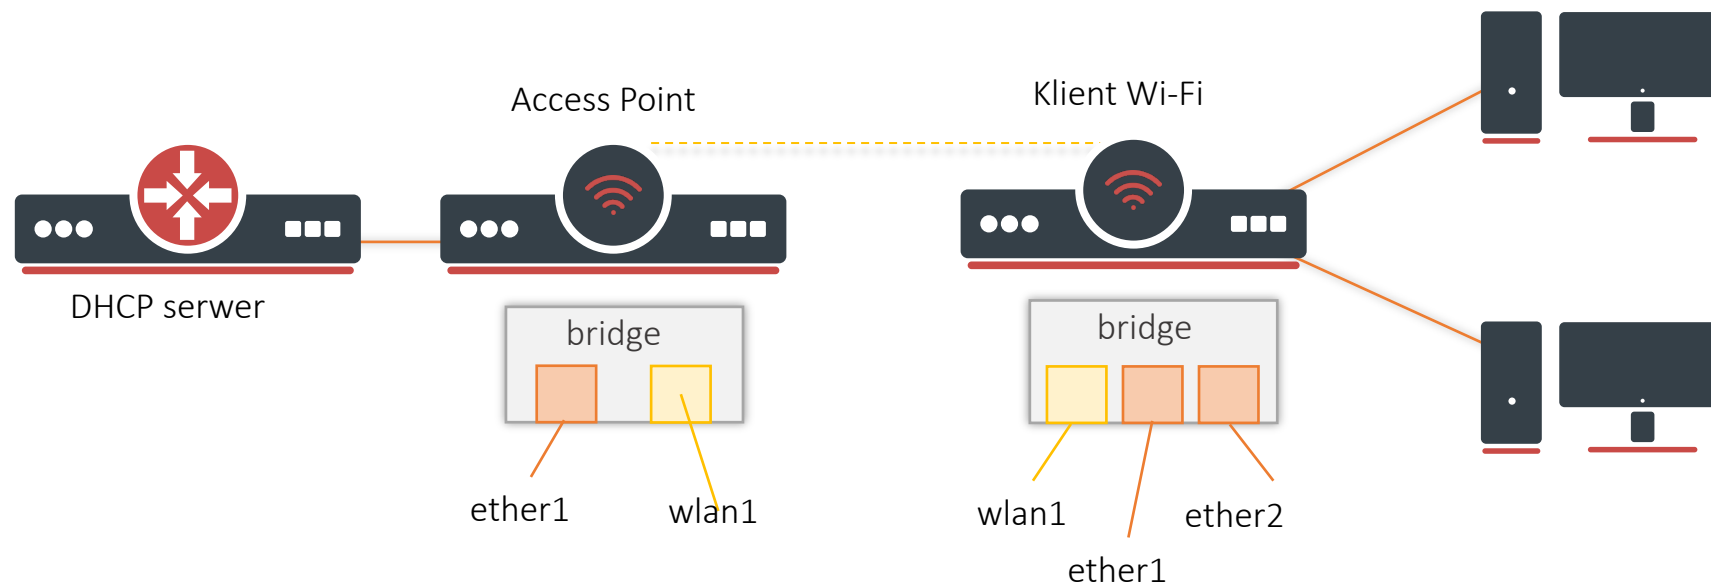 Access Point
Klient Wi-Fi
DHCP serwer
bridge
bridge
ether1
wlan1
wlan1
ether1
ether2